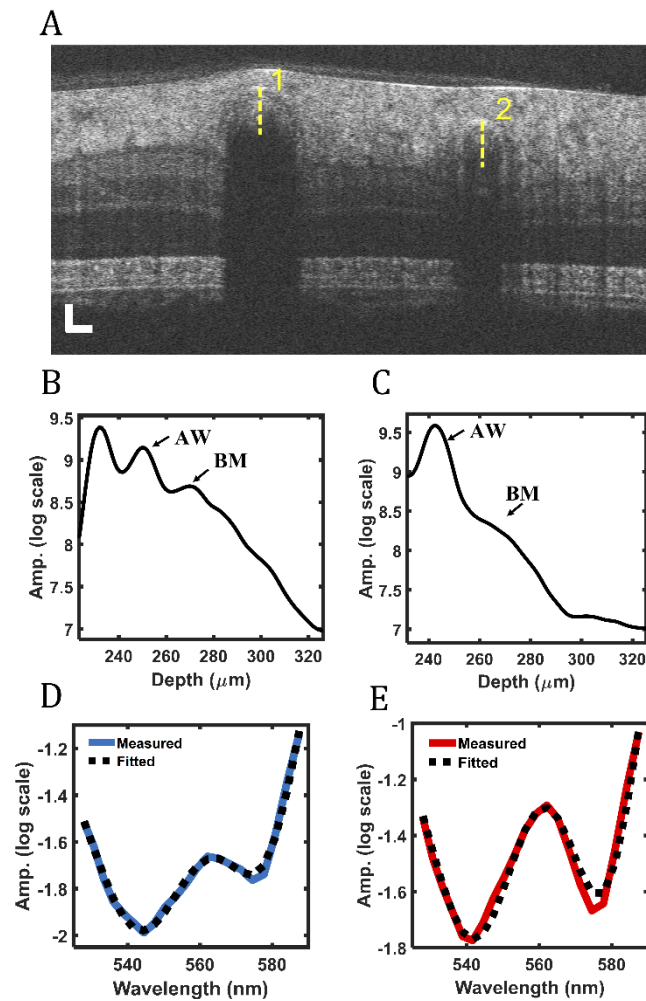 A
1
2
B
C
9.5
9
8.5
8
7.5
7
AW
BM
240 260 280 300 320
Depth (μm)
Amp. (log scale)
9.5
9
8.5
8
7.5
7
AW
BM
240 260 280 300 320
Depth (μm)
Amp. (log scale)
D
E
-1.2
-1.4
-1.6
-1.8
-2
Measured
Fitted
540 560 580
Wavelength (nm)
Amp. (log scale)
-1
-1.2
-1.4
-1.6
-1.8
Measured
Fitted
540 560 580
Wavelength (nm)
Amp. (log scale)